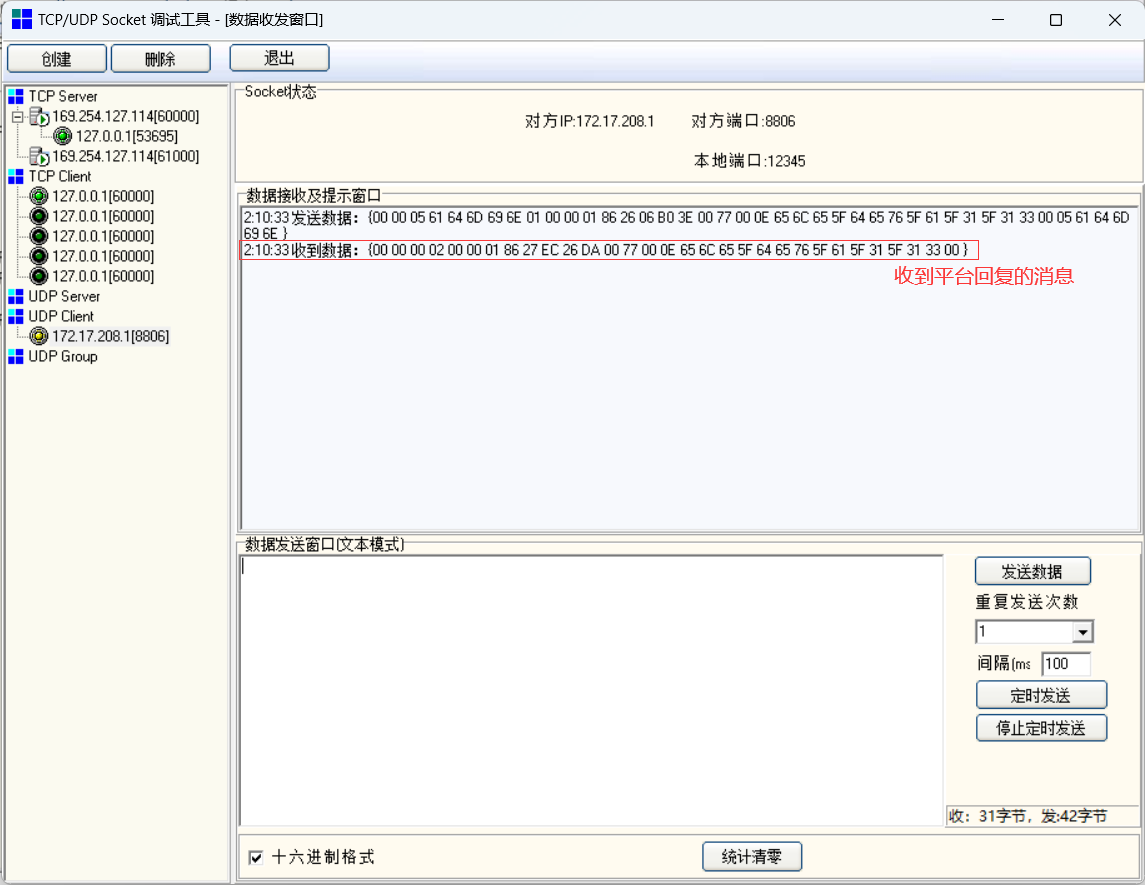 TCP/UDP Socket 调试工具 - [数据收发窗口]
创建 删除 退出
TCP Server
169.254.127.114[60000]
127.0.0.1[53695]
169.254.127.114[61000]
TCP Client
127.0.0.1[60000]
127.0.0.1[60000]
127.0.0.1[60000]
127.0.0.1[60000]
127.0.0.1[60000]
UDP Server
UDP Client
172.17.208.1[8806]
UDP Group
Socket状态
对方IP:172.17.208.1 对方端口:8806
本地端口:12345
数据接收及提示窗口
2:10:33 发送数据：{00 00 05 61 64 6D 69 6E 01 00 00 01 86 26 06 B0 3E 00 77 00 0E 65 6C 65 5F 64 65 76 5F 61 5F 31 5F 31 33 00 05 61 64 6D
69 6E }
2:10:33 收到数据：{00 00 00 02 00 00 01 86 27 EC 26 DA 00 77 00 0E 65 6C 65 5F 64 65 76 5F 61 5F 31 5F 31 33 00 }
收到平台回复的消息
数据发送窗口(文本模式)
发送数据
重复发送次数
1
间隔(ms 100
定时发送
停止定时发送
收：31字节，发:42字节
十六进制格式 统计清零